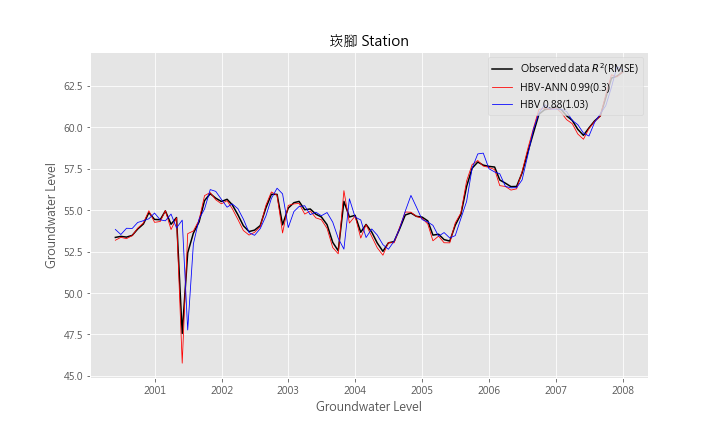 崁腳 Station
Observed data R²(RMSE)
HBV-ANN 0.99(0.3)
HBV 0.88(1.03)
Groundwater Level
62.5
60.0
57.5
55.0
52.5
50.0
47.5
45.0
2001 2002 2003 2004 2005 2006 2007 2008
Groundwater Level